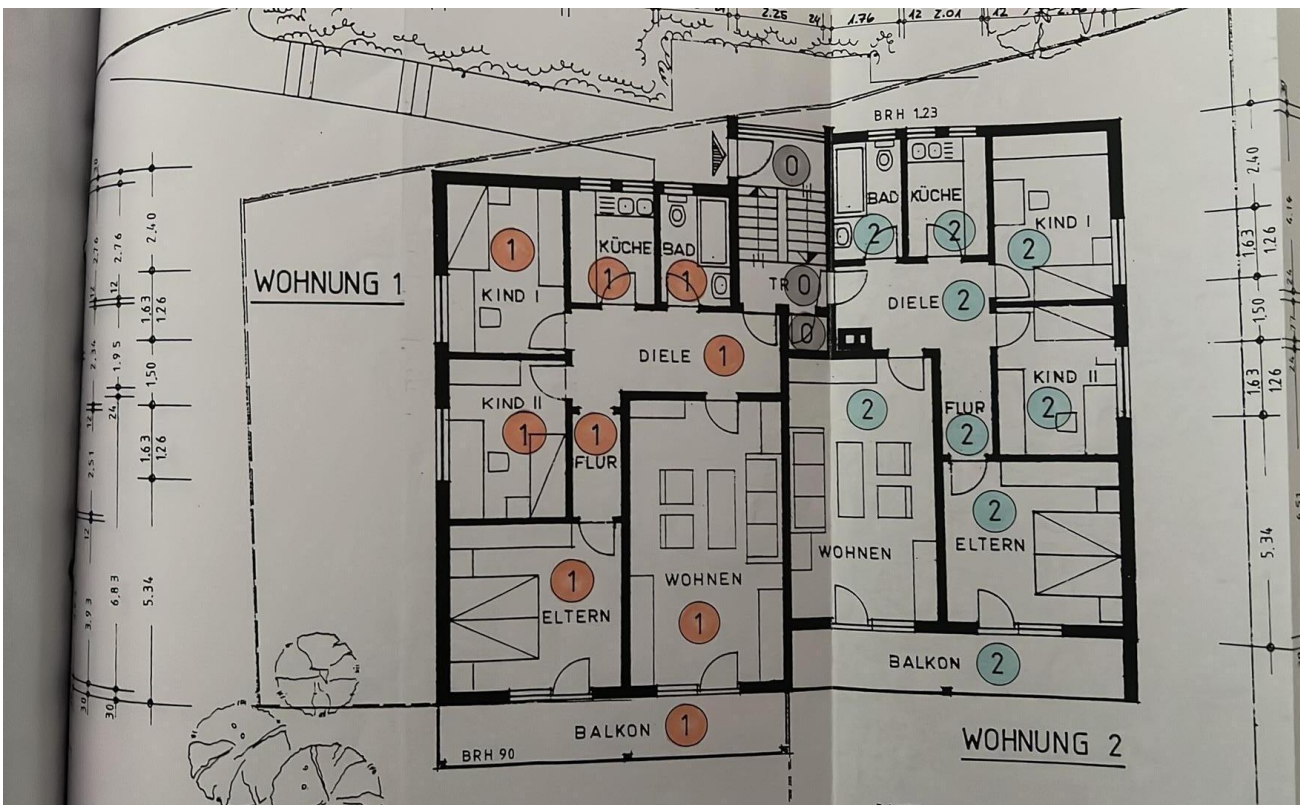 2.25
24
1.76
12 2.01
12
BRH 1.23
0
BAD
KÜCHE
2
2
KIND I
2
WOHNUNG 1
1
KIND I
KÜCHE
1
BAD
1
TR
0
0
DIELE 2
DIELE 1
KIND II
1
1
FLUR
KIND II
2
2
FLUR
2
WOHNEN
2
ELTERN
1
ELTERN
WOHNEN
1
BALKON 2
BALKON 1
BRH 90
WOHNUNG 2
2.76
2.76
2.40
12
12
1.63
1.26
2.34
1.95
1.50
12
24
1.63
1.26
2.51
12
3.93
6.83
5.34
30
30
2.40
1.63
1.26
1.50
1.63
1.26
5.34